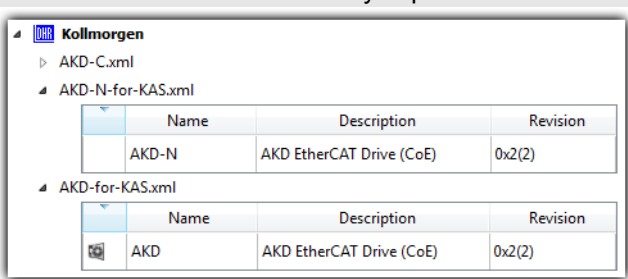 DHR Kollmorgen
AKD-C.xml
AKD-N-for-KAS.xml
Name Description Revision
AKD-N AKD EtherCAT Drive (CoE) 0x2(2)
AKD-for-KAS.xml
Name Description Revision
AKD AKD EtherCAT Drive (CoE) 0x2(2)